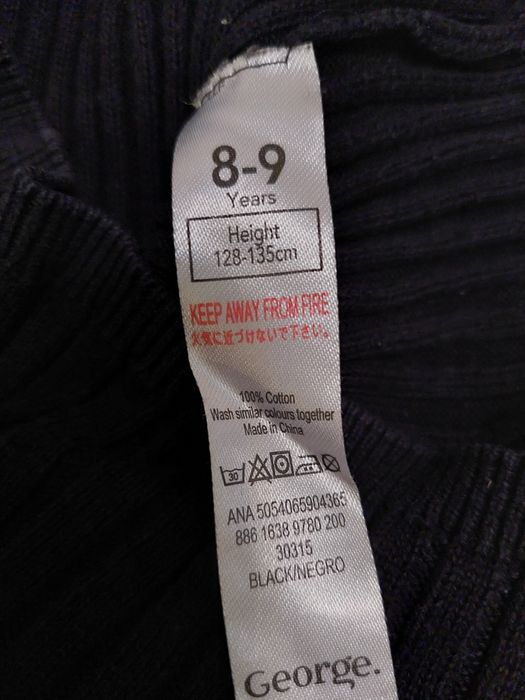 8-9
Years
Height
128-135cm
KEEP AWAY FROM FIRE
火気に近づけないで下さい。
100% Cotton
Wash similar colours together
Made in China
30
ANA 5054065904365
886 1638 9780 200
30315
BLACK/NEGRO
George.